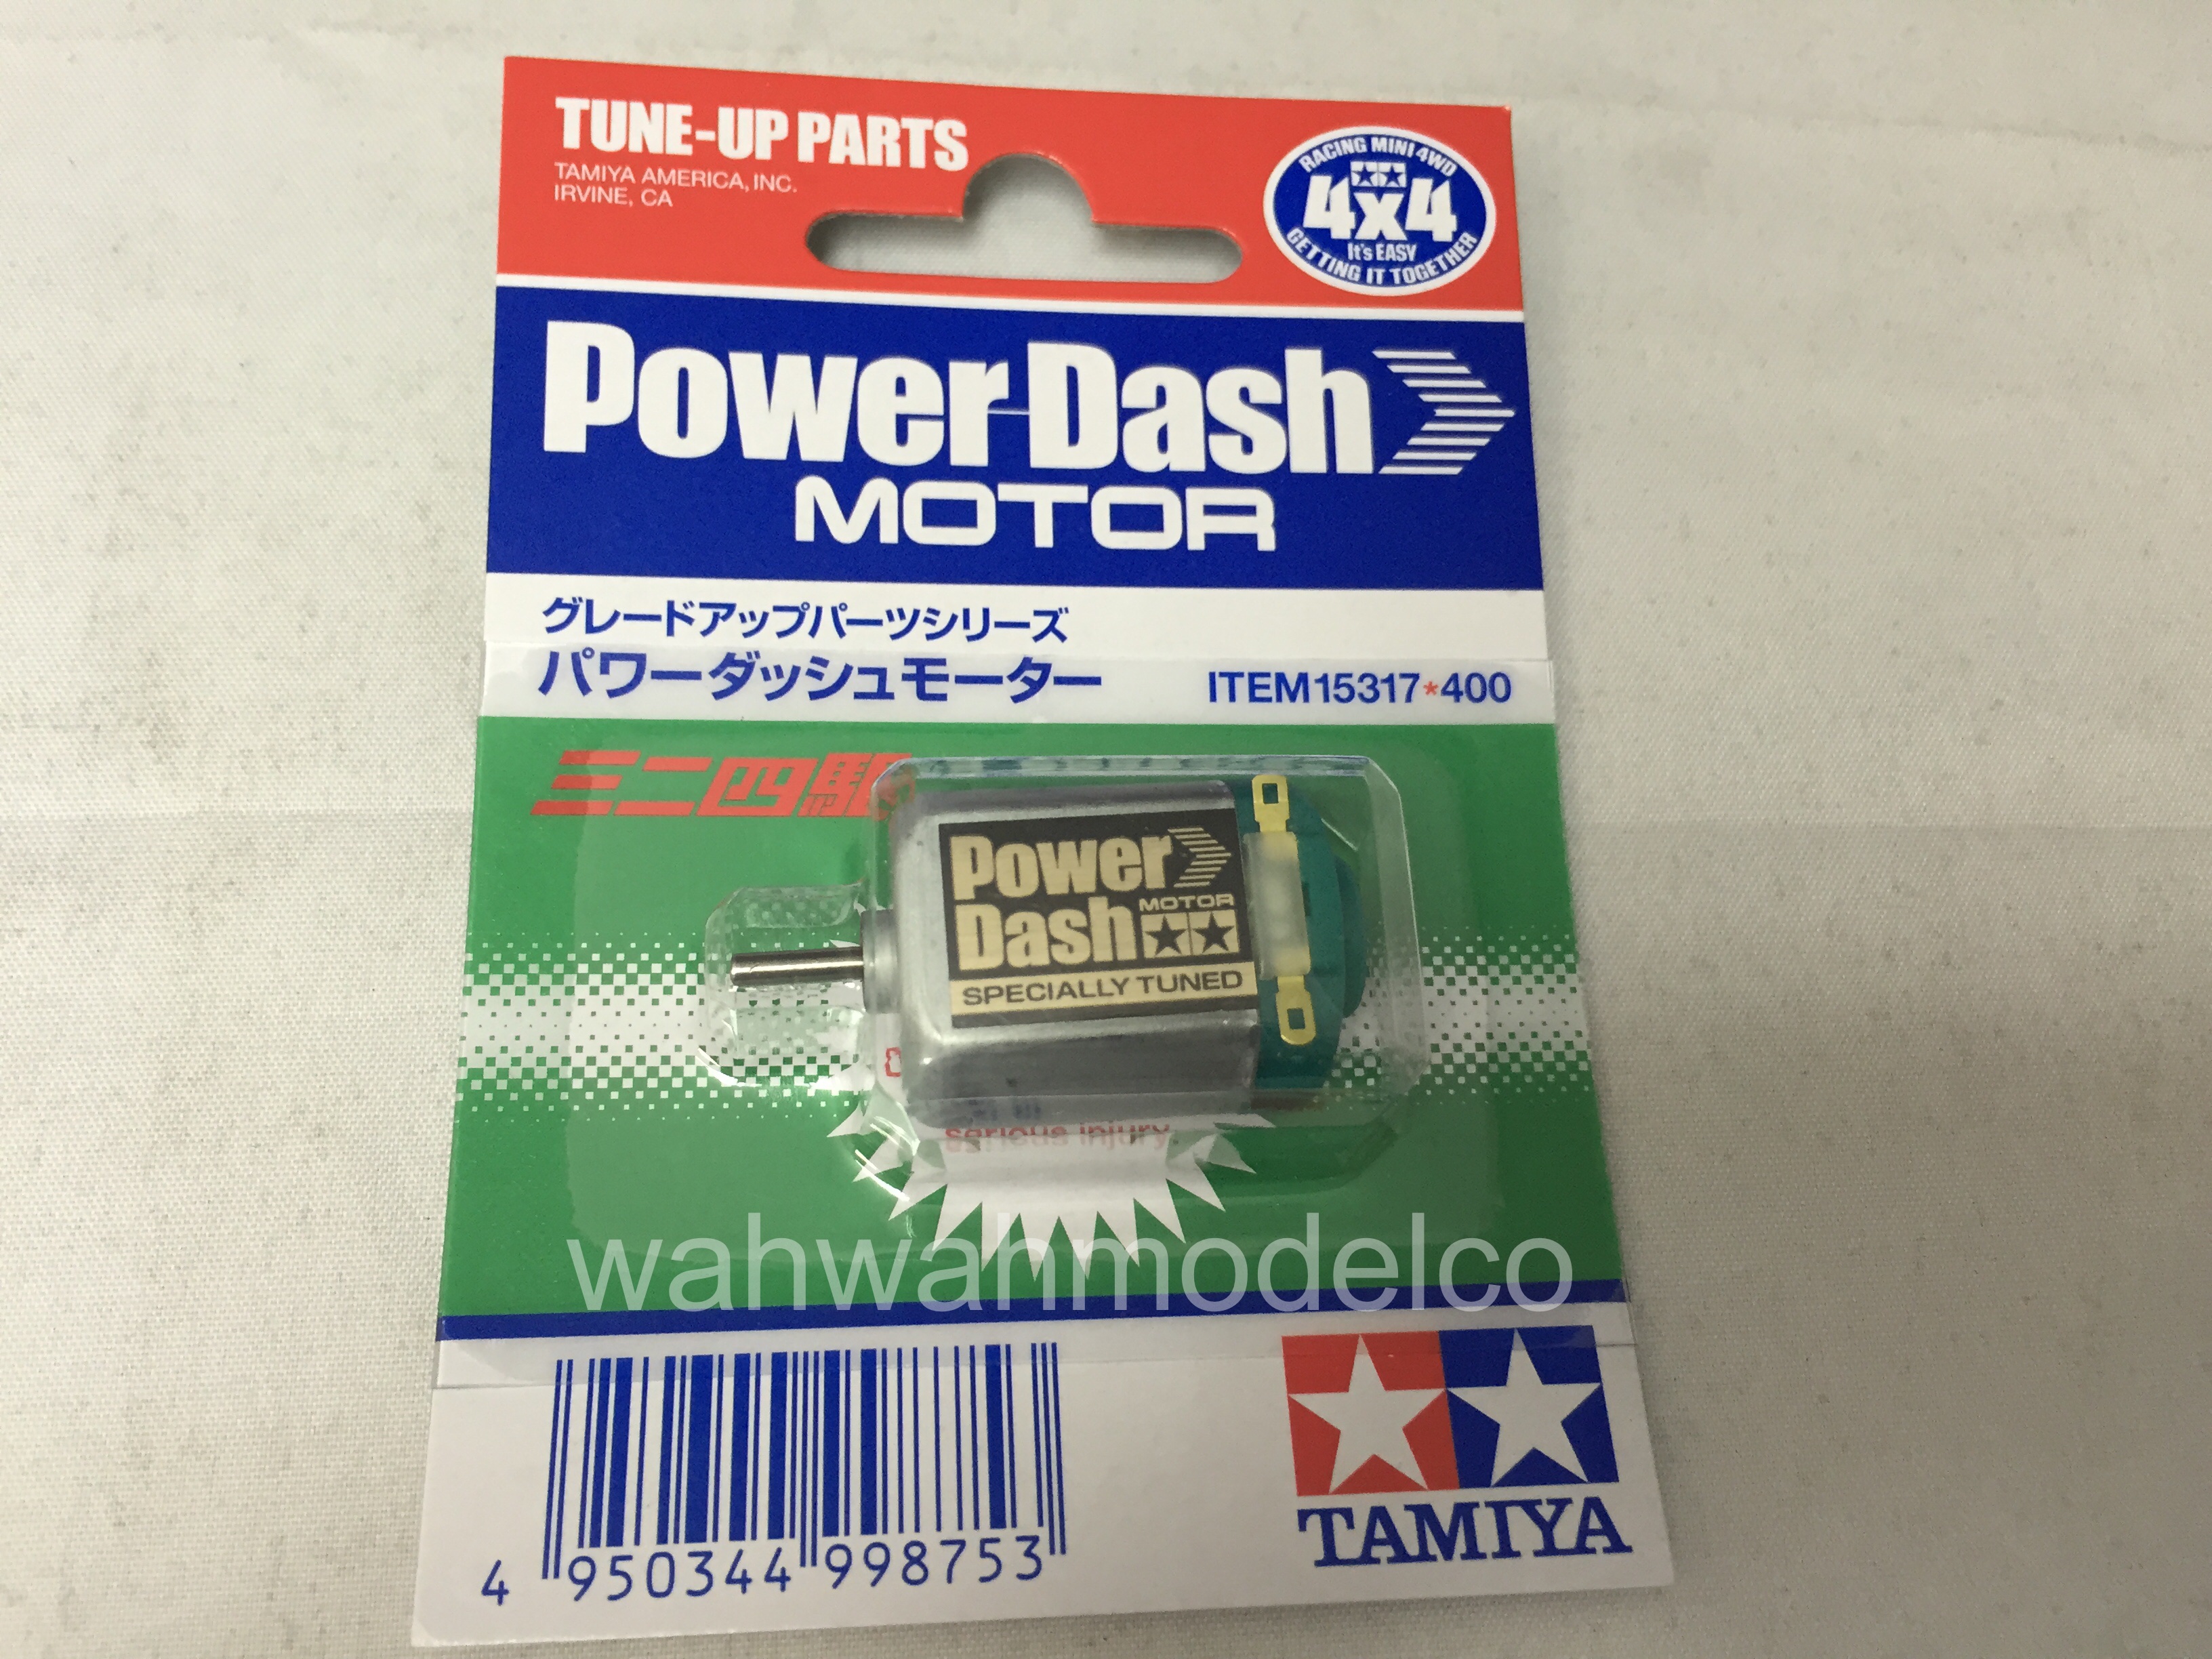 TUNE-UP PARTS
TAMIYA AMERICA, INC.
IRVINE, CA
RACING MINI 4WD
4x4
It's EASY
GETTING IT TOGETHER
Power Dash
MOTOR
グレードアップパーツシリーズ
パワーダッシュモーター
ITEM 15317*400
ミニ四駆
Power
Dash MOTOR
SPECIALLY TUNED
serious injury.
wahwahmodelco
4 950344 998753
TAMIYA